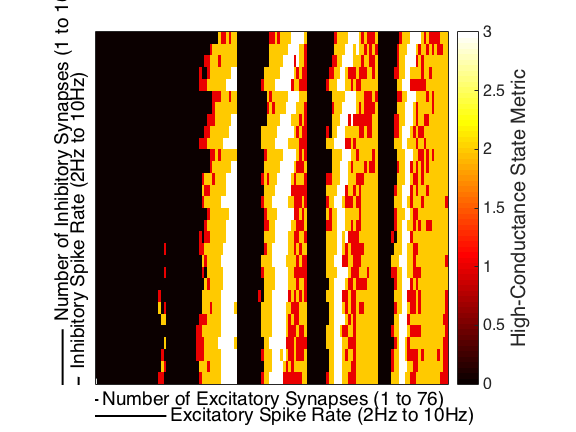 Number of Inhibitory Synapses (1 to
Inhibitory Spike Rate (2Hz to 10Hz)
3
2.5
2
1.5
1
0.5
0
High-Conductance State Metric
Number of Excitatory Synapses (1 to 76)
Excitatory Spike Rate (2Hz to 10Hz)